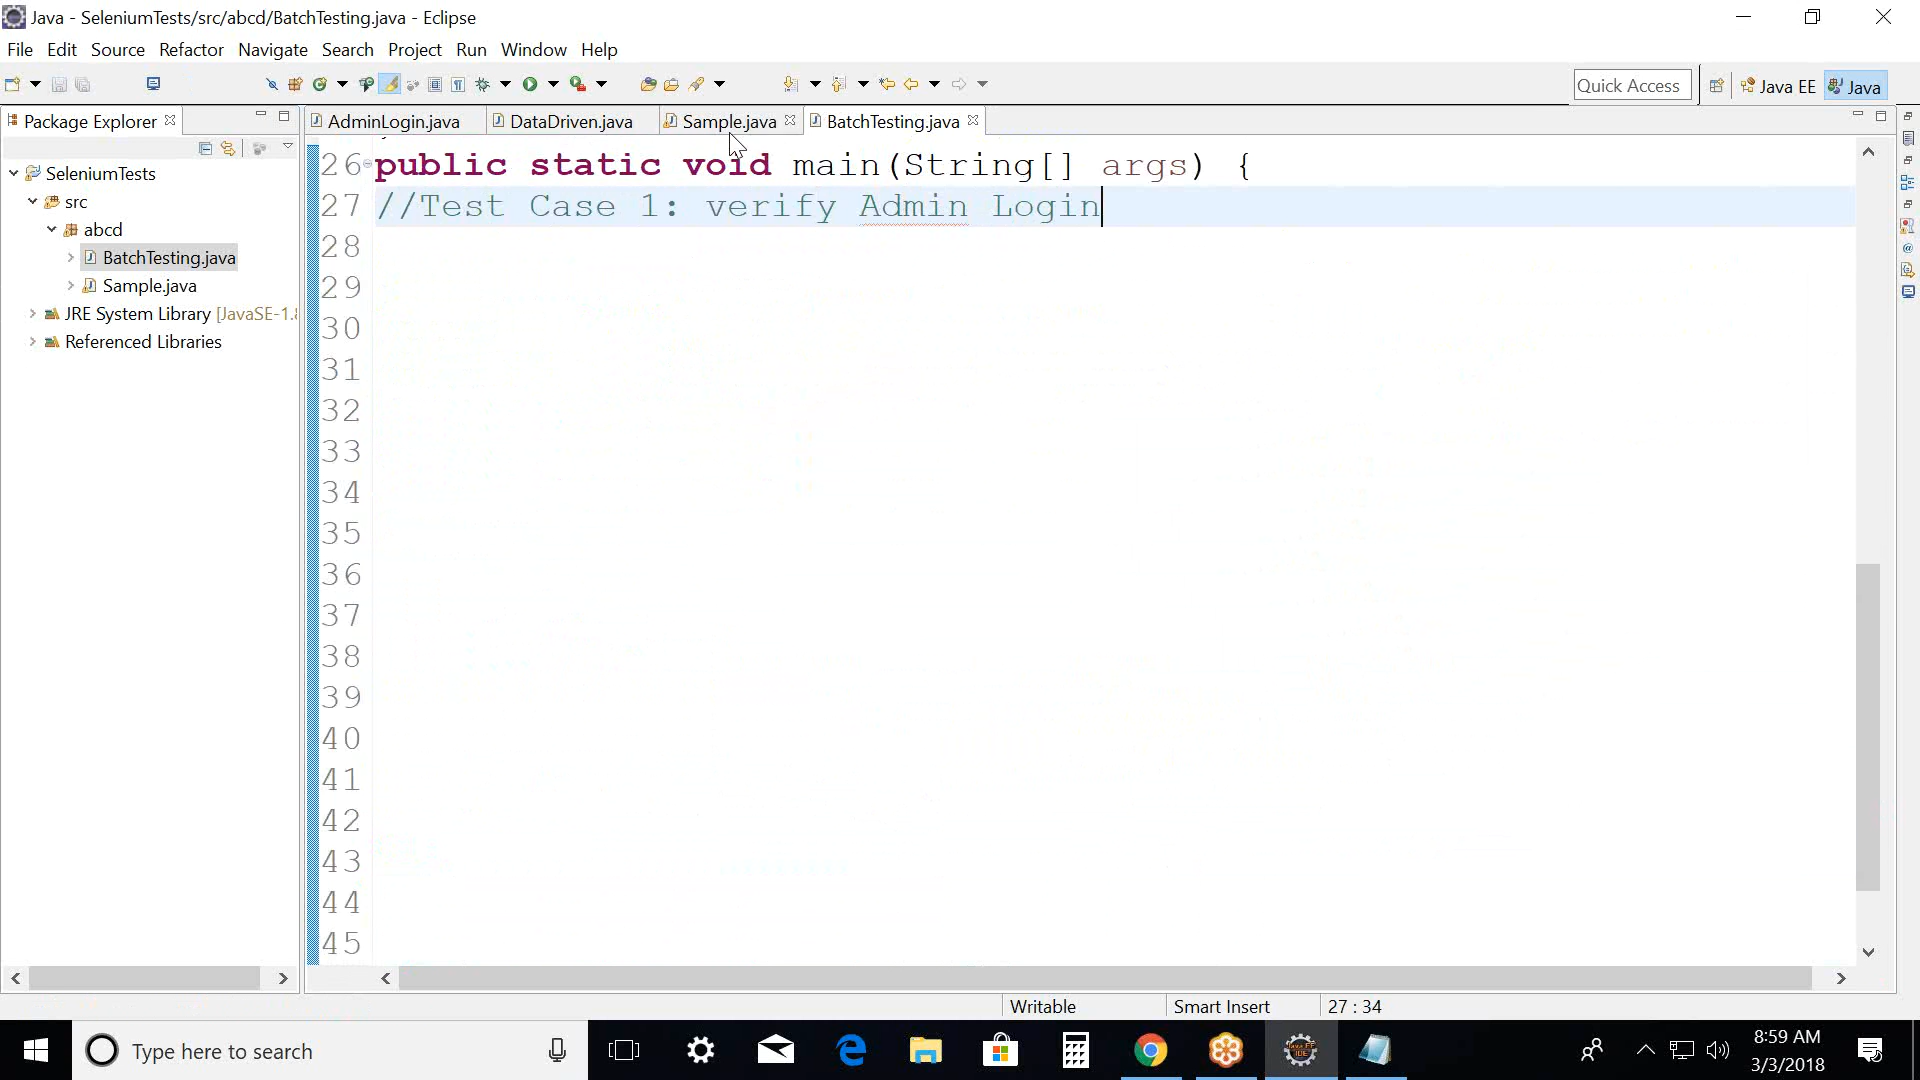 Java - SeleniumTests/src/abcd/BatchTesting.java - Eclipse
File Edit Source Refactor Navigate Search Project Run Window Help
Quick Access
Java EE
Java
Package Explorer
AdminLogin.java
DataDriven.java
Sample.java
BatchTesting.java
SeleniumTests
src
abcd
BatchTesting.java
Sample.java
JRE System Library [JavaSE-1.8
Referenced Libraries
26 public static void main(String[] args) {
27 //Test Case 1: verify Admin Login
28
29
30
31
32
33
34
35
36
37
38
39
40
41
42
43
44
45
Writable
Smart Insert
27 : 34
Type here to search
8:59 AM
3/3/2018